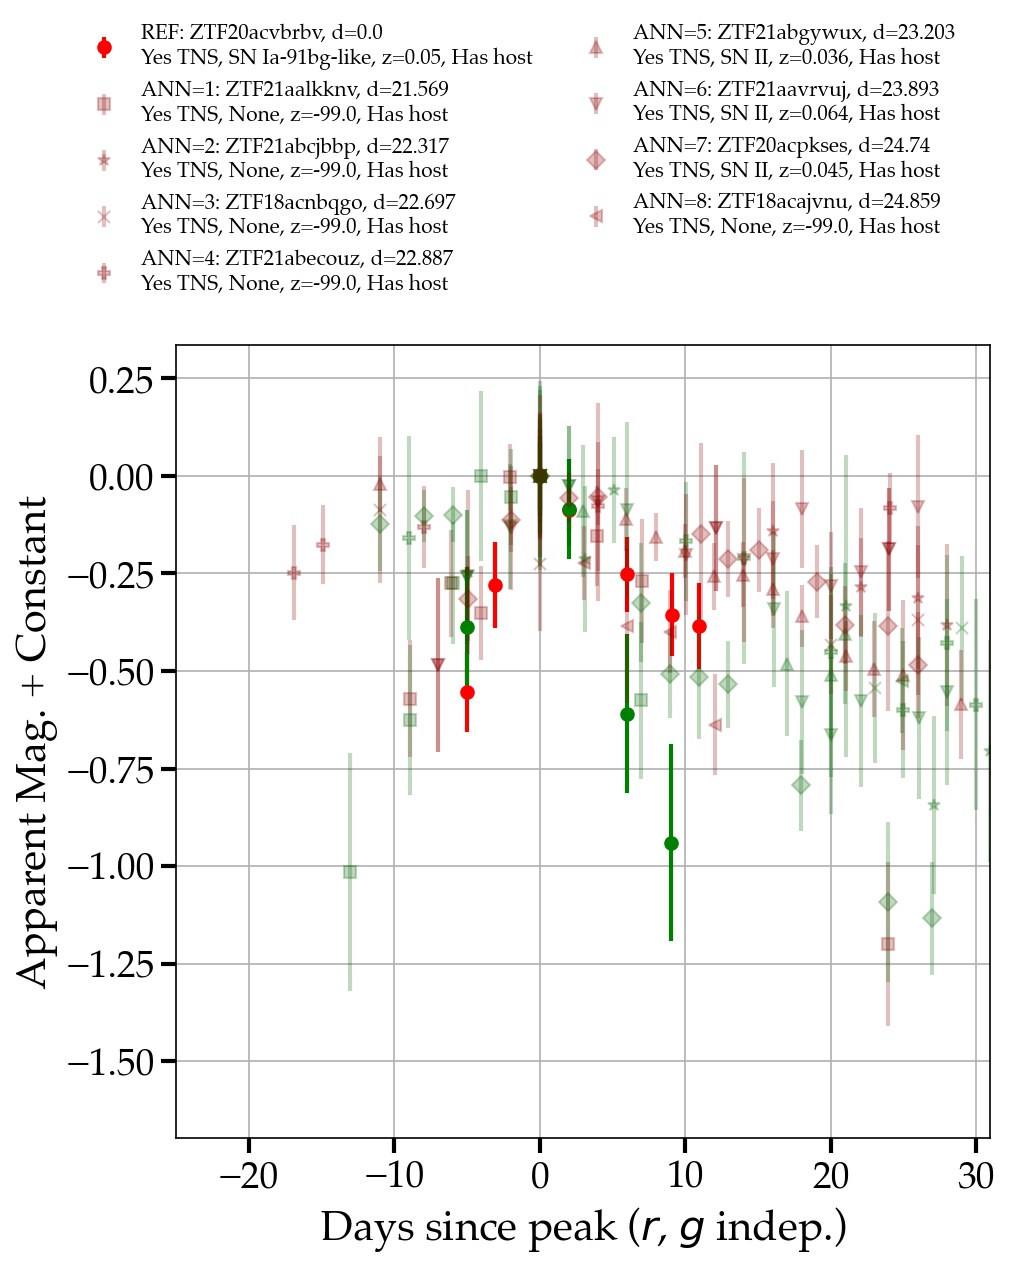 REF: ZTF20acvbrbv, d=0.0
Yes TNS, SN Ia-91bg-like, z=0.05, Has host
ANN=1: ZTF21aalkknv, d=21.569
Yes TNS, None, z=-99.0, Has host
ANN=2: ZTF21abcjbbp, d=22.317
Yes TNS, None, z=-99.0, Has host
ANN=3: ZTF18acnbqgo, d=22.697
Yes TNS, None, z=-99.0, Has host
ANN=4: ZTF21abecouz, d=22.887
Yes TNS, None, z=-99.0, Has host
ANN=5: ZTF21abgywux, d=23.203
Yes TNS, SN II, z=0.036, Has host
ANN=6: ZTF21aavrvuj, d=23.893
Yes TNS, SN II, z=0.064, Has host
ANN=7: ZTF20acpkses, d=24.74
Yes TNS, SN II, z=0.045, Has host
ANN=8: ZTF18acajvnu, d=24.859
Yes TNS, None, z=-99.0, Has host
Apparent Mag. + Constant
0.25
0.00
−0.25
−0.50
−0.75
−1.00
−1.25
−1.50
−20 −10 0 10 20 30
Days since peak (r, g indep.)